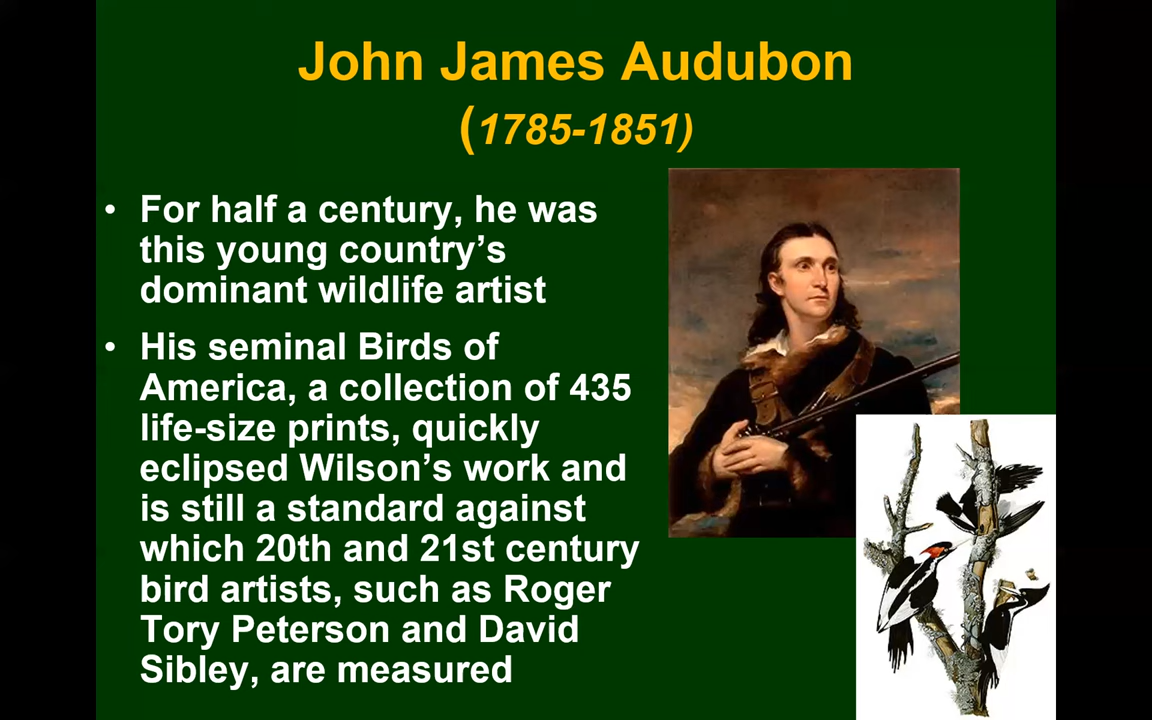 John James Audubon
(1785-1851)
• For half a century, he was
this young country’s
dominant wildlife artist
• His seminal Birds of
America, a collection of 435
life-size prints, quickly
eclipsed Wilson’s work and
is still a standard against
which 20th and 21st century
bird artists, such as Roger
Tory Peterson and David
Sibley, are measured